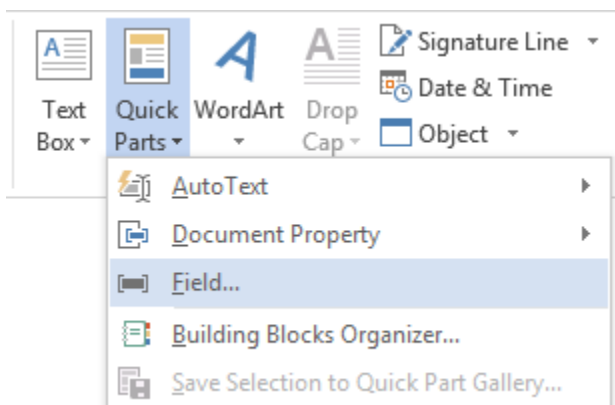 Text Box
Quick Parts
WordArt
Drop Cap
Signature Line
Date & Time
Object
AutoText
Document Property
Field...
Building Blocks Organizer...
Save Selection to Quick Part Gallery...